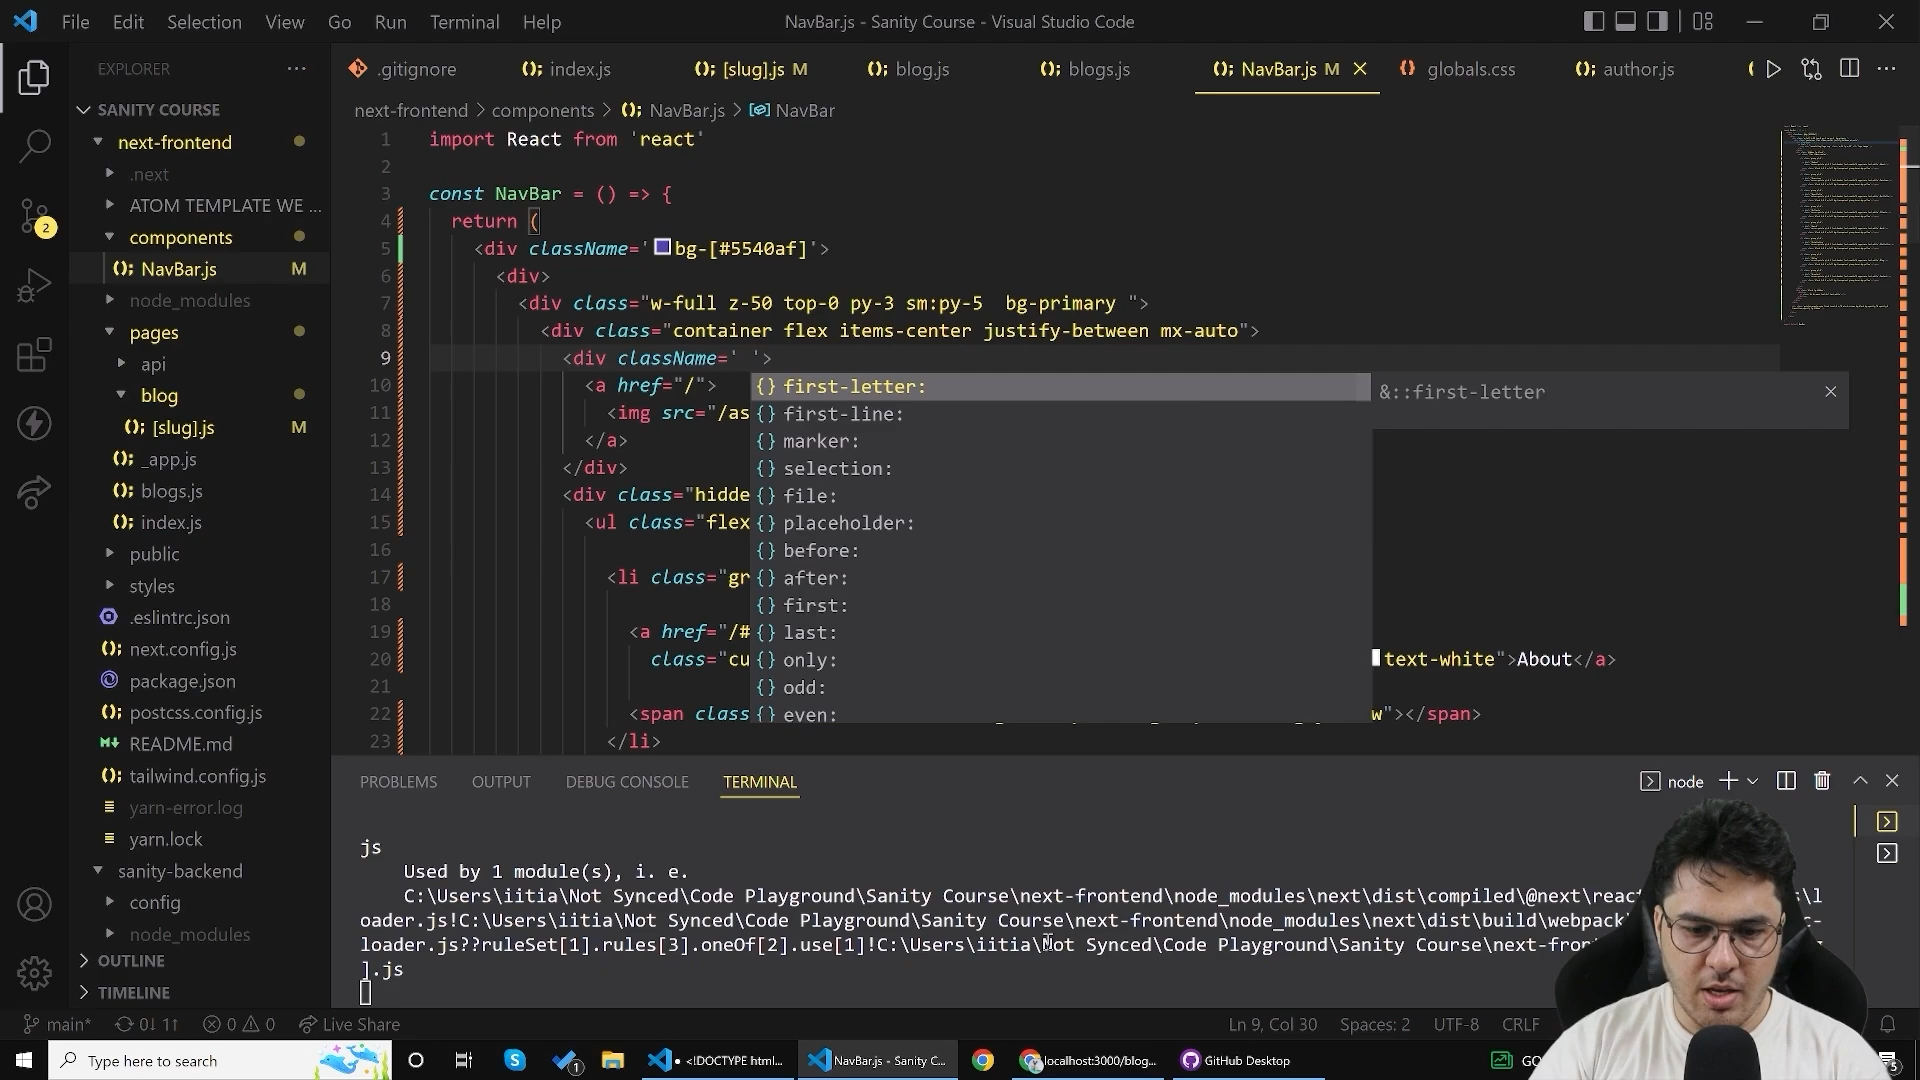 File Edit Selection View Go Run Terminal Help
NavBar.js - Sanity Course - Visual Studio Code
EXPLORER
.gitignore
index.js
[slug].js M
blog.js
blogs.js
NavBar.js M
globals.css
author.js
next-frontend > components > NavBar.js > NavBar
SANITY COURSE
next-frontend
.next
ATOM TEMPLATE WE ...
components
NavBar.js M
node_modules
pages
api
blog
[slug].js M
_app.js
blogs.js
index.js
public
styles
.eslintrc.json
next.config.js
package.json
postcss.config.js
README.md
tailwind.config.js
yarn-error.log
yarn.lock
sanity-backend
config
node_modules
OUTLINE
TIMELINE
2
1 import React from 'react'
2
3 const NavBar = () => {
4 return (
5 <div className='bg-[#5540af]'>
6 <div>
7 <div class="w-full z-50 top-0 py-3 sm:py-5  bg-primary ">
8 <div class="container flex items-center justify-between mx-auto">
9 <div className=' '>
10 <a href="/">
11 <img src="/as
12 </a>
13 </div>
14 <div class="hidde
15 <ul class="flex
16
17 <li class="gr
18
19 <a href="/#
20 class="cu text-white">About</a>
21
22 <span class w"></span>
23 </li>
{} first-letter:
{} first-line:
{} marker:
{} selection:
{} file:
{} placeholder:
{} before:
{} after:
{} first:
{} last:
{} only:
{} odd:
{} even:
&::first-letter
PROBLEMS OUTPUT DEBUG CONSOLE TERMINAL
node
js
Used by 1 module(s), i. e.
C:\Users\iitia\Not Synced\Code Playground\Sanity Course\next-frontend\node_modules\next\dist\compiled\@next\reac s\l
oader.js!C:\Users\iitia\Not Synced\Code Playground\Sanity Course\next-frontend\node_modules\next\dist\build\webpack c-
loader.js??ruleSet[1].rules[3].oneOf[2].use[1]!C:\Users\iitia\Not Synced\Code Playground\Sanity Course\next-fron
].js
main* 0↓ 1↑ 0 0 Live Share
Ln 9, Col 30 Spaces: 2 UTF-8 CRLF
Type here to search
1
<!DOCTYPE html...
NavBar.js - Sanity C...
localhost:3000/blog...
GitHub Desktop
5